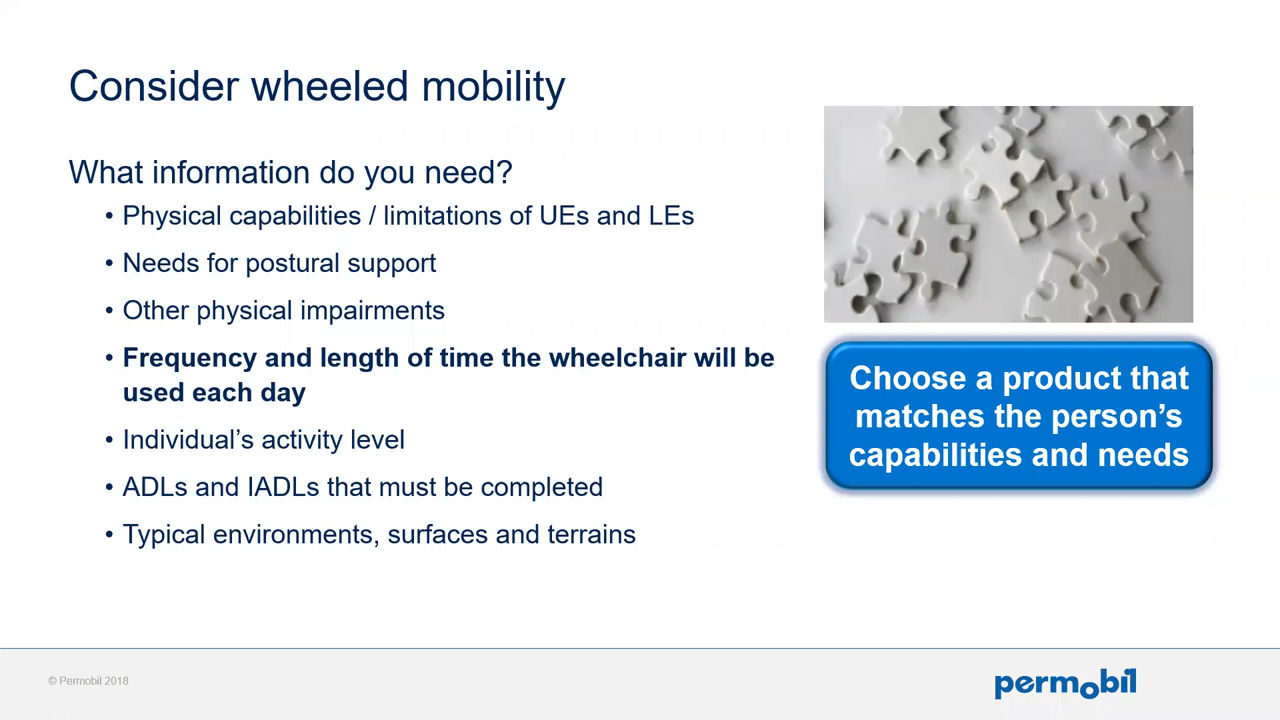 Consider wheeled mobility
What information do you need?
• Physical capabilities / limitations of UEs and LEs
• Needs for postural support
• Other physical impairments
• Frequency and length of time the wheelchair will be
used each day
• Individual’s activity level
• ADLs and IADLs that must be completed
• Typical environments, surfaces and terrains
Choose a product that
matches the person’s
capabilities and needs
© Permobil 2018
permobil